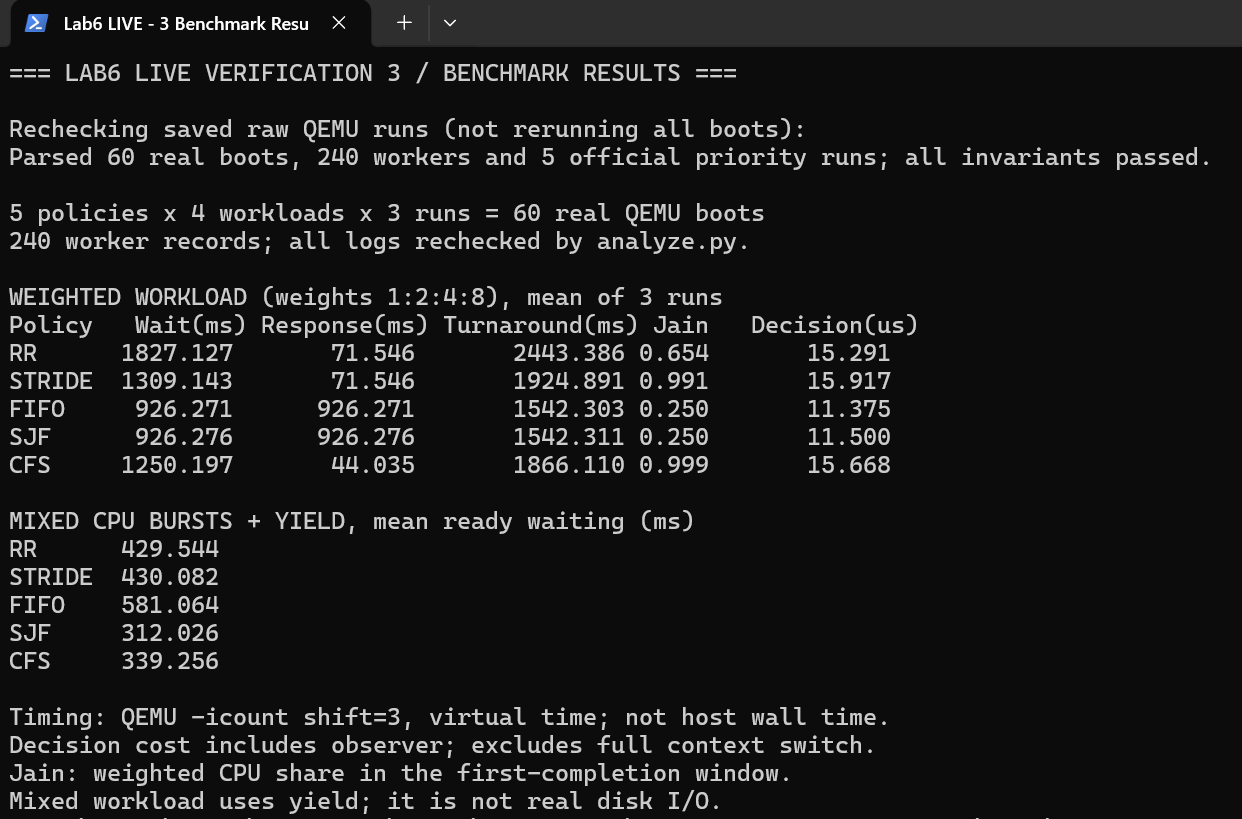 Lab6 LIVE - 3 Benchmark Resu
=== LAB6 LIVE VERIFICATION 3 / BENCHMARK RESULTS ===
Rechecking saved raw QEMU runs (not rerunning all boots):
Parsed 60 real boots, 240 workers and 5 official priority runs; all invariants passed.
5 policies x 4 workloads x 3 runs = 60 real QEMU boots
240 worker records; all logs rechecked by analyze.py.
WEIGHTED WORKLOAD (weights 1:2:4:8), mean of 3 runs
Policy   Wait(ms) Response(ms) Turnaround(ms) Jain   Decision(us)
RR      1827.127       71.546       2443.386 0.654       15.291
STRIDE  1309.143       71.546       1924.891 0.991       15.917
FIFO     926.271      926.271       1542.303 0.250       11.375
SJF      926.276      926.276       1542.311 0.250       11.500
CFS     1250.197       44.035       1866.110 0.999       15.668
MIXED CPU BURSTS + YIELD, mean ready waiting (ms)
RR      429.544
STRIDE  430.082
FIFO    581.064
SJF     312.026
CFS     339.256
Timing: QEMU -icount shift=3, virtual time; not host wall time.
Decision cost includes observer; excludes full context switch.
Jain: weighted CPU share in the first-completion window.
Mixed workload uses yield; it is not real disk I/O.